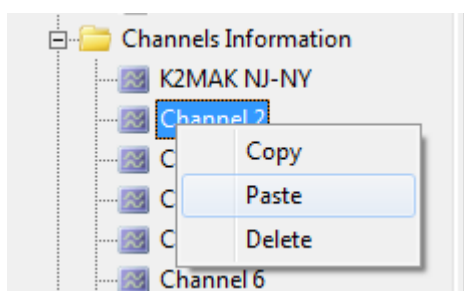 Channels Information
K2MAK NJ-NY
Channel 2
C
Copy
C
Paste
C
Delete
Channel 6